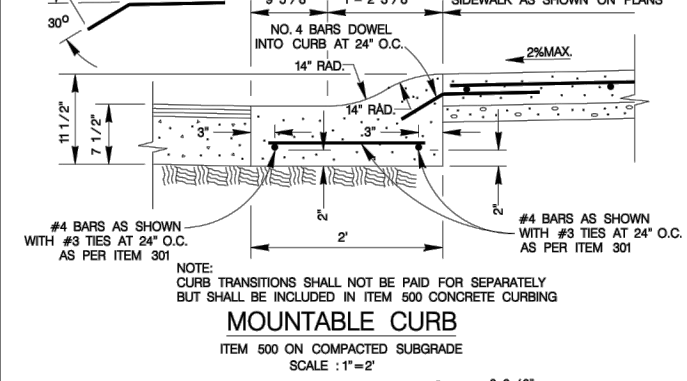 SIDEWALK AS SHOWN ON PLANS
30°
NO. 4 BARS DOWEL
INTO CURB AT 24" O.C.
2%MAX.
14" RAD.
14" RAD.
11 1/2"
7 1/2"
3"
3"
2"
2"
#4 BARS AS SHOWN
WITH #3 TIES AT 24" O.C.
AS PER ITEM 301
2'
#4 BARS AS SHOWN
WITH #3 TIES AT 24" O.C.
AS PER ITEM 301
NOTE:
CURB TRANSITIONS SHALL NOT BE PAID FOR SEPARATELY
BUT SHALL BE INCLUDED IN ITEM 500 CONCRETE CURBING
MOUNTABLE CURB
ITEM 500 ON COMPACTED SUBGRADE
SCALE : 1"=2'